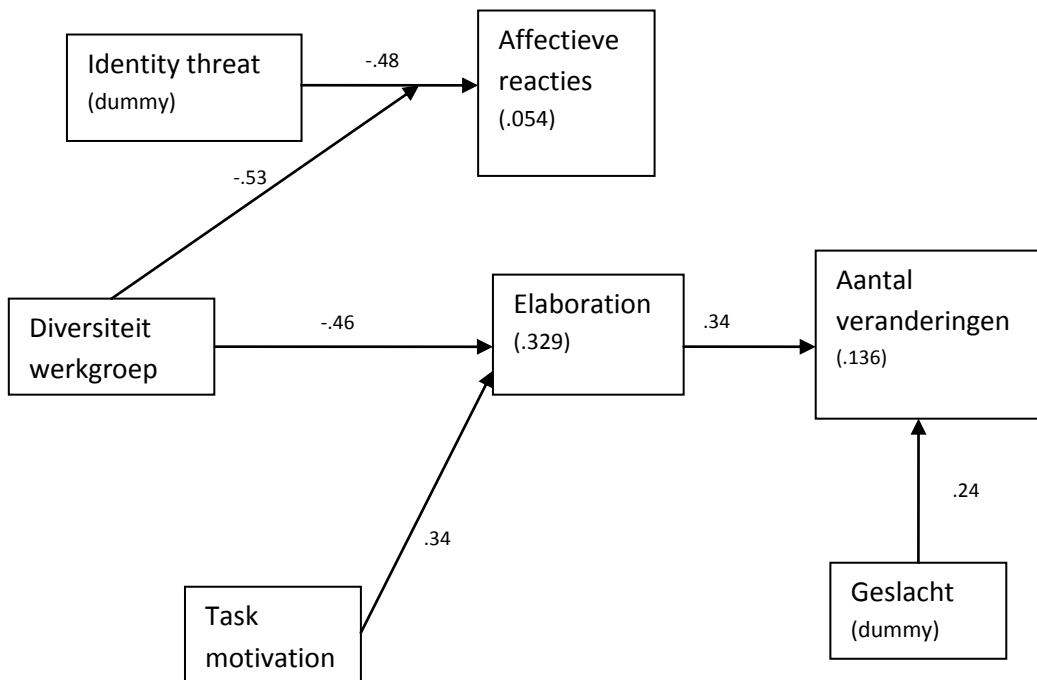 Identity threat
(dummy)
-.48
Affectieve
reacties
(.054)
-.53
Diversiteit
werkgroep
-.46
Elaboration
(.329)
.34
Aantal
veranderingen
(.136)
.34
.24
Task
motivation
Geslacht
(dummy)